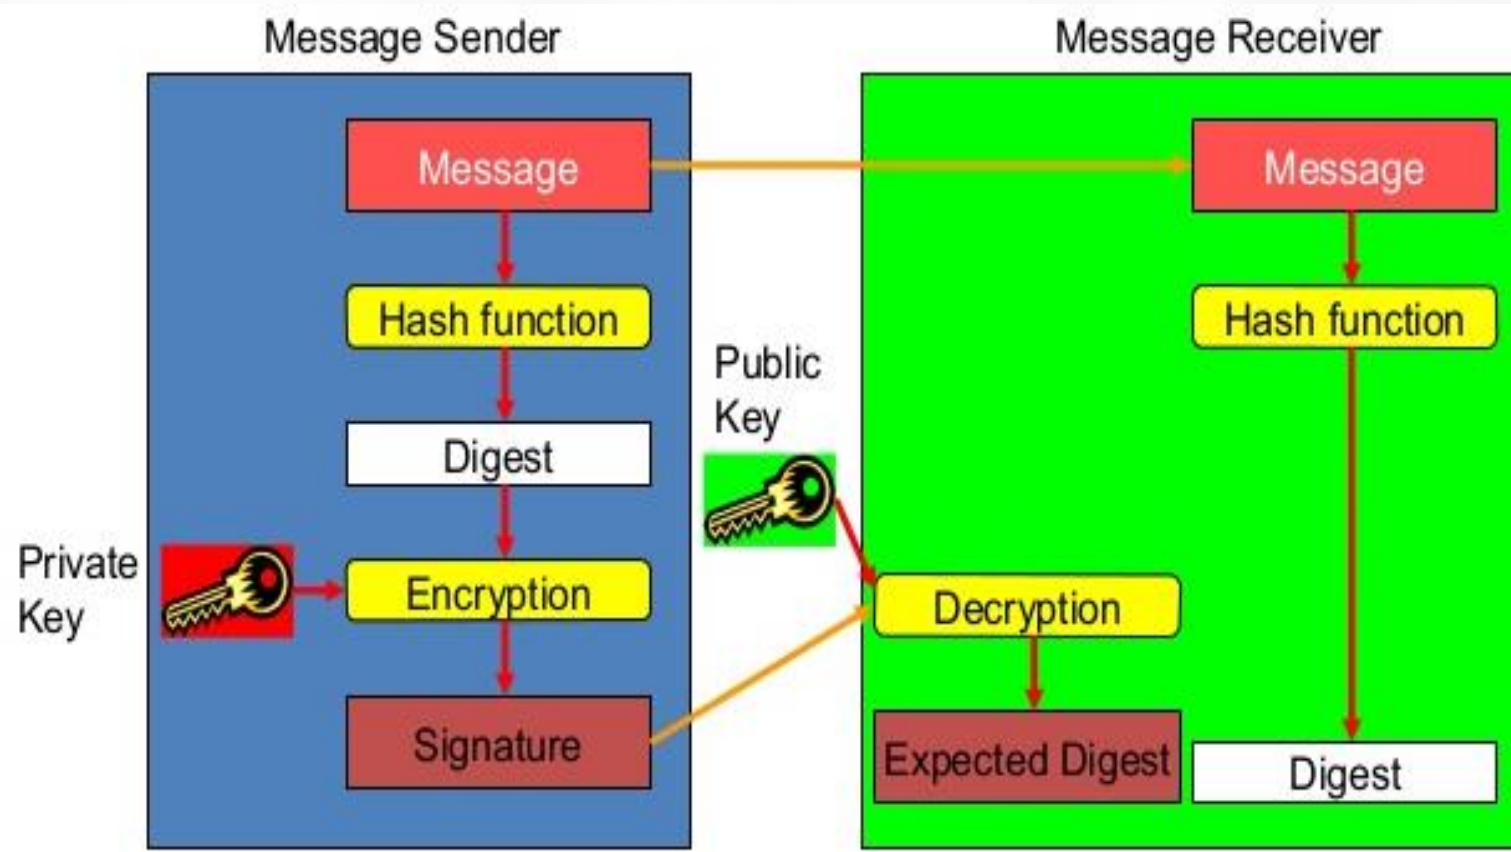 Message Sender
Message Receiver
Message
Message
Hash function
Hash function
Public
Key
Digest
Private
Key
Encryption
Decryption
Signature
Expected Digest
Digest